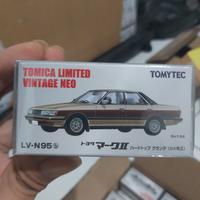 TOMICA LIMITED
VINTAGE NEO
TOMYTEC
LV-N95
トヨタ マークⅡ
ハードトップ グランデ